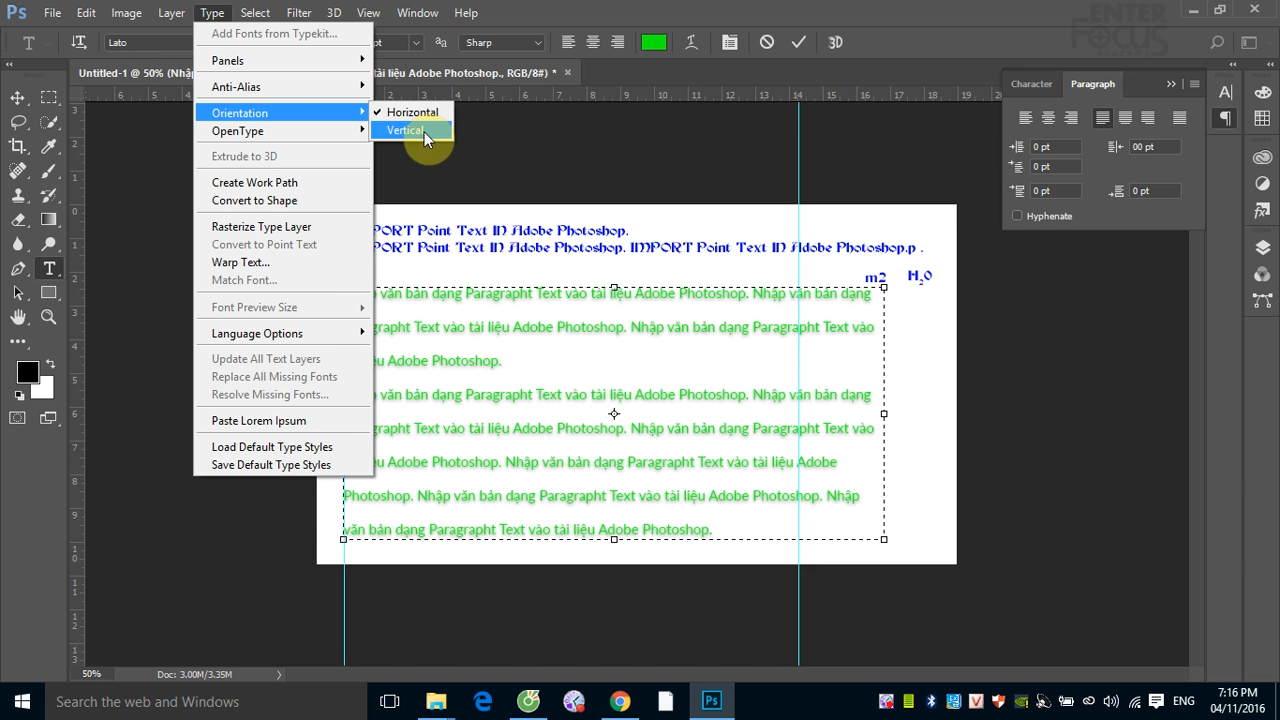 ENTER
FOCUS
Ps File Edit Image Layer Type Select Filter 3D View Window Help
Lato pt Sharp 3D
Untitled-1 @ 50% (Nhậ tài liệu Adobe Photoshop., RGB/8#) * ×
Add Fonts from Typekit...
Panels
Anti-Alias
Orientation
OpenType
Extrude to 3D
Create Work Path
Convert to Shape
Rasterize Type Layer
Convert to Point Text
Warp Text...
Match Font...
Font Preview Size
Language Options
Update All Text Layers
Replace All Missing Fonts
Resolve Missing Fonts...
Paste Lorem Ipsum
Load Default Type Styles
Save Default Type Styles
Horizontal
Vertical
PORT Point Text IN Adobe Photoshop.
PORT Point Text IN Adobe Photoshop. IMPORT Point Text IN Adobe Photoshop.p .
m2 H2O
văn bản dạng Paragrapht Text vào tài liệu Adobe Photoshop. Nhập văn bản dạng
grapht Text vào tài liệu Adobe Photoshop. Nhập văn bản dạng Paragrapht Text vào
u Adobe Photoshop.
văn bản dạng Paragrapht Text vào tài liệu Adobe Photoshop. Nhập văn bản dạng
grapht Text vào tài liệu Adobe Photoshop. Nhập văn bản dạng Paragrapht Text vào
u Adobe Photoshop. Nhập văn bản dạng Paragrapht Text vào tài liệu Adobe
Photoshop. Nhập văn bản dạng Paragrapht Text vào tài liệu Adobe Photoshop. Nhập
văn bản dạng Paragrapht Text vào tài liệu Adobe Photoshop.
Character Paragraph
0 pt 00 pt
0 pt
0 pt 0 pt
Hyphenate
50% Doc: 3.00M/3.35M
Search the web and Windows
ENG
7:16 PM
04/11/2016